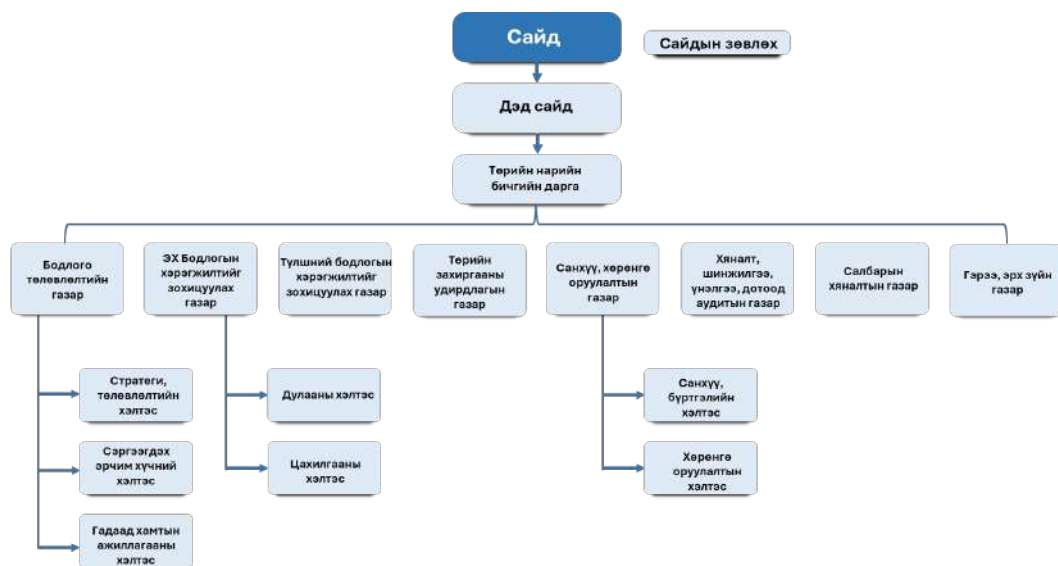 Сайд
Сайдын зөвлөх
Дэд сайд
Төрийн нарийн
бичгийн дарга
Бодлого
төлөвлөлтийн
газар
ЭХ Бодлогын
хэрэгжилтийг
зохицуулах
газар
Түлшний бодлогын
хэрэгжилтийг
зохицуулах газар
Төрийн
захиргааны
удирдлагын
газар
Санхүү, хөрөнгө
оруулалтын
газар
Хяналт,
шинжилгээ,
үнэлгээ, дотоод
аудитын газар
Салбарын
хяналтын газар
Гэрээ, эрх зүйн
газар
Стратеги,
төлөвлөлтийн
хэлтэс
Дулааны хэлтэс
Санхүү,
бүртгэлийн
хэлтэс
Сэргээгдэх
эрчим хүчний
хэлтэс
Цахилгааны
хэлтэс
Хөрөнгө
оруулалтын
хэлтэс
Гадаад хамтын
ажиллагааны
хэлтэс